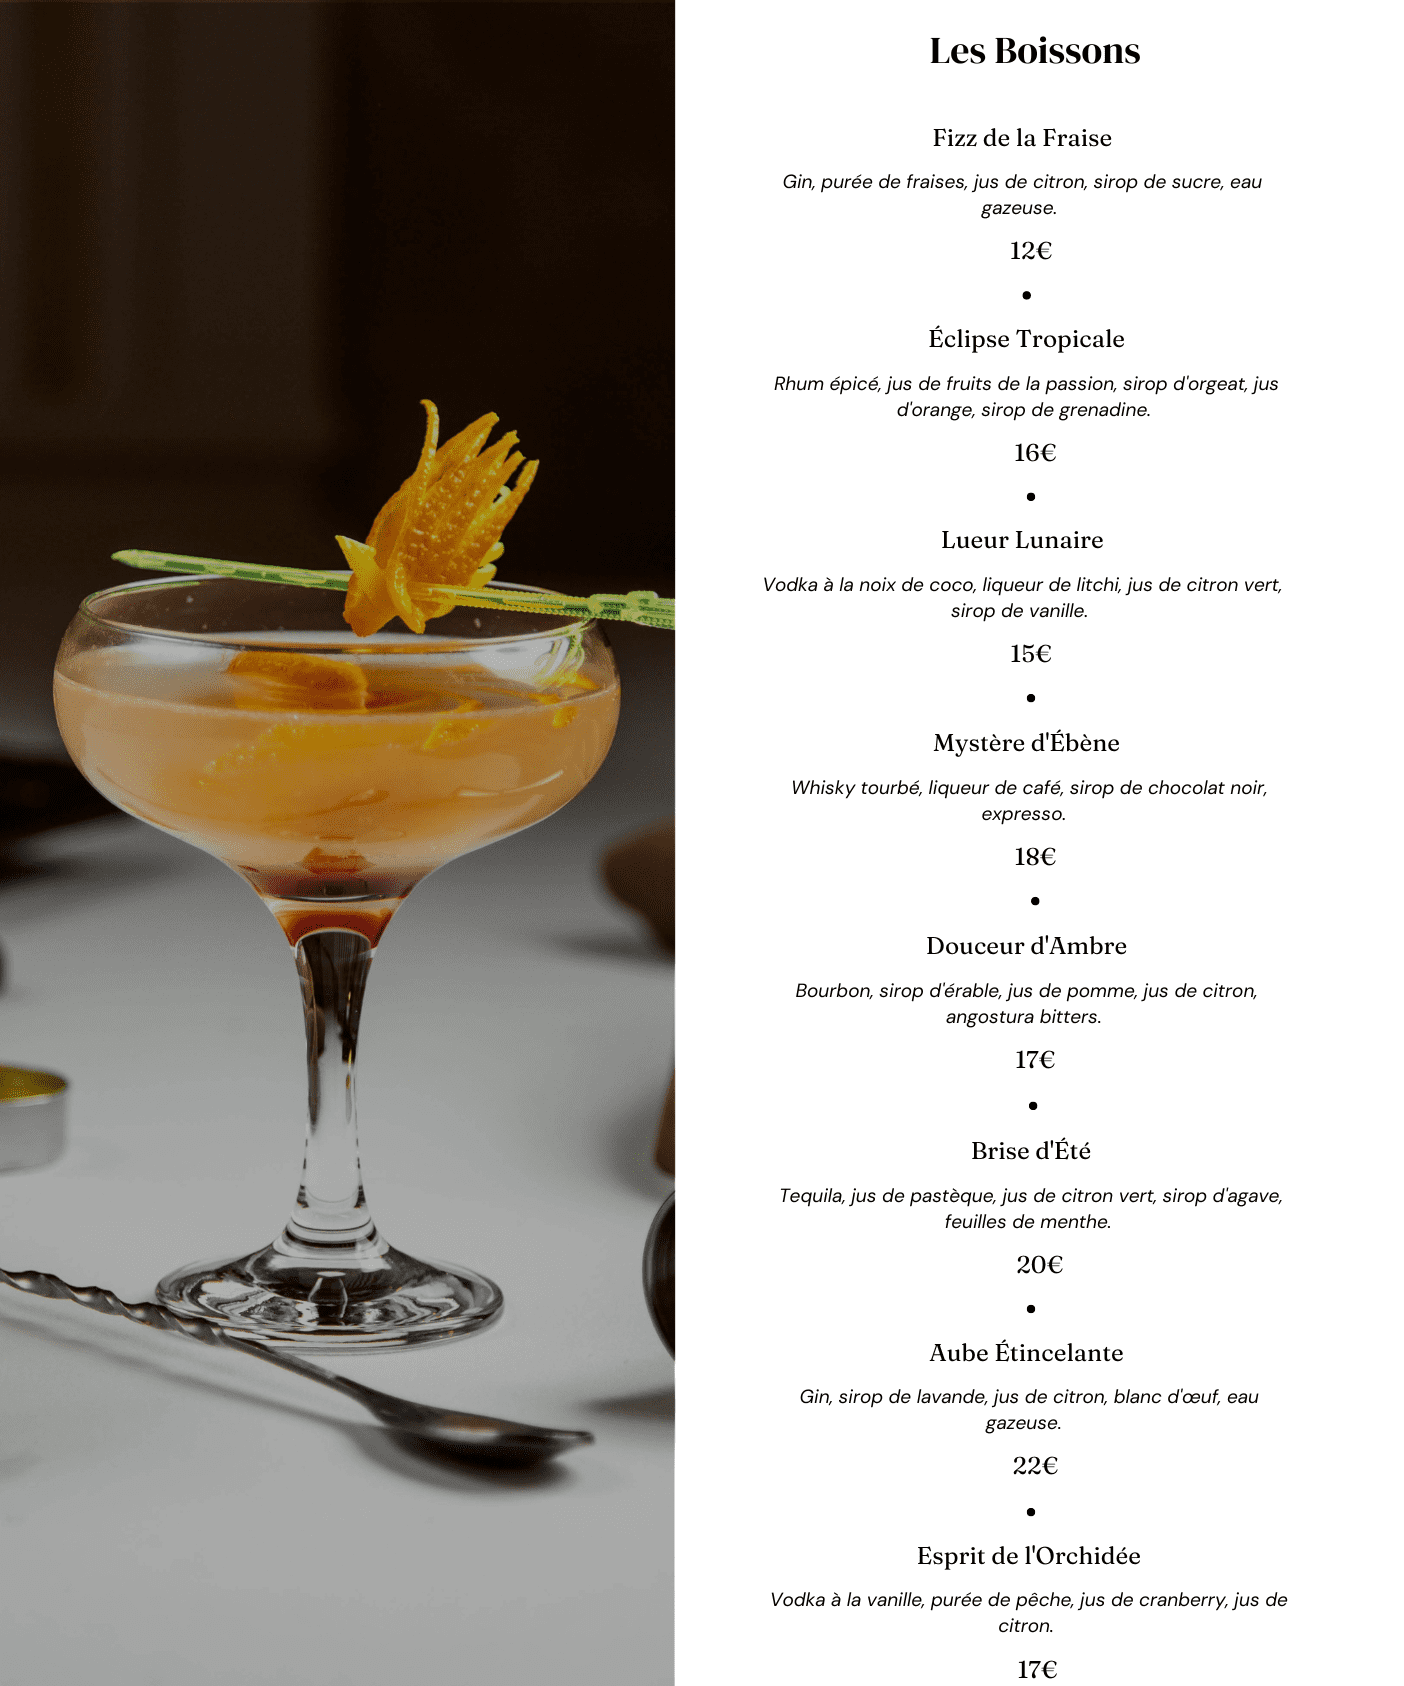 Les Boissons
Fizz de la Fraise
Gin, purée de fraises, jus de citron, sirop de sucre, eau
gazeuse.
12€
•
Éclipse Tropicale
Rhum épicé, jus de fruits de la passion, sirop d'orgeat, jus
d'orange, sirop de grenadine.
16€
•
Lueur Lunaire
Vodka à la noix de coco, liqueur de litchi, jus de citron vert,
sirop de vanille.
15€
•
Mystère d'Ébène
Whisky tourbé, liqueur de café, sirop de chocolat noir,
expresso.
18€
•
Douceur d'Ambre
Bourbon, sirop d'érable, jus de pomme, jus de citron,
angostura bitters.
17€
•
Brise d'Été
Tequila, jus de pastèque, jus de citron vert, sirop d'agave,
feuilles de menthe.
20€
•
Aube Étincelante
Gin, sirop de lavande, jus de citron, blanc d'œuf, eau
gazeuse.
22€
•
Esprit de l'Orchidée
Vodka à la vanille, purée de pêche, jus de cranberry, jus de
citron.
17€